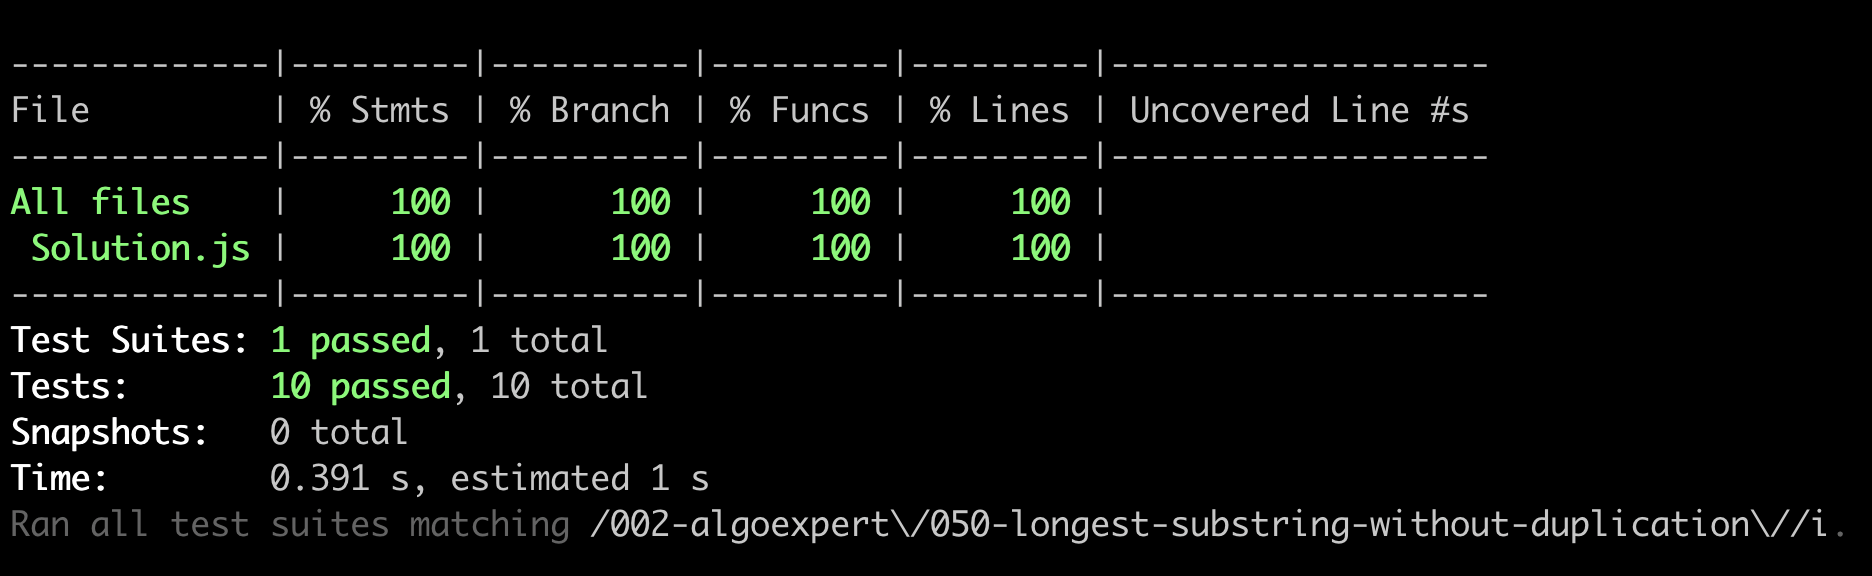 -------------|---------|----------|---------|---------|-------------------
File         | % Stmts | % Branch | % Funcs | % Lines | Uncovered Line #s
-------------|---------|----------|---------|---------|-------------------
All files    |     100 |      100 |     100 |     100 |
 Solution.js |     100 |      100 |     100 |     100 |
-------------|---------|----------|---------|---------|-------------------
Test Suites: 1 passed, 1 total
Tests:       10 passed, 10 total
Snapshots:   0 total
Time:        0.391 s, estimated 1 s
Ran all test suites matching /002-algoexpert\/050-longest-substring-without-duplication\//i.